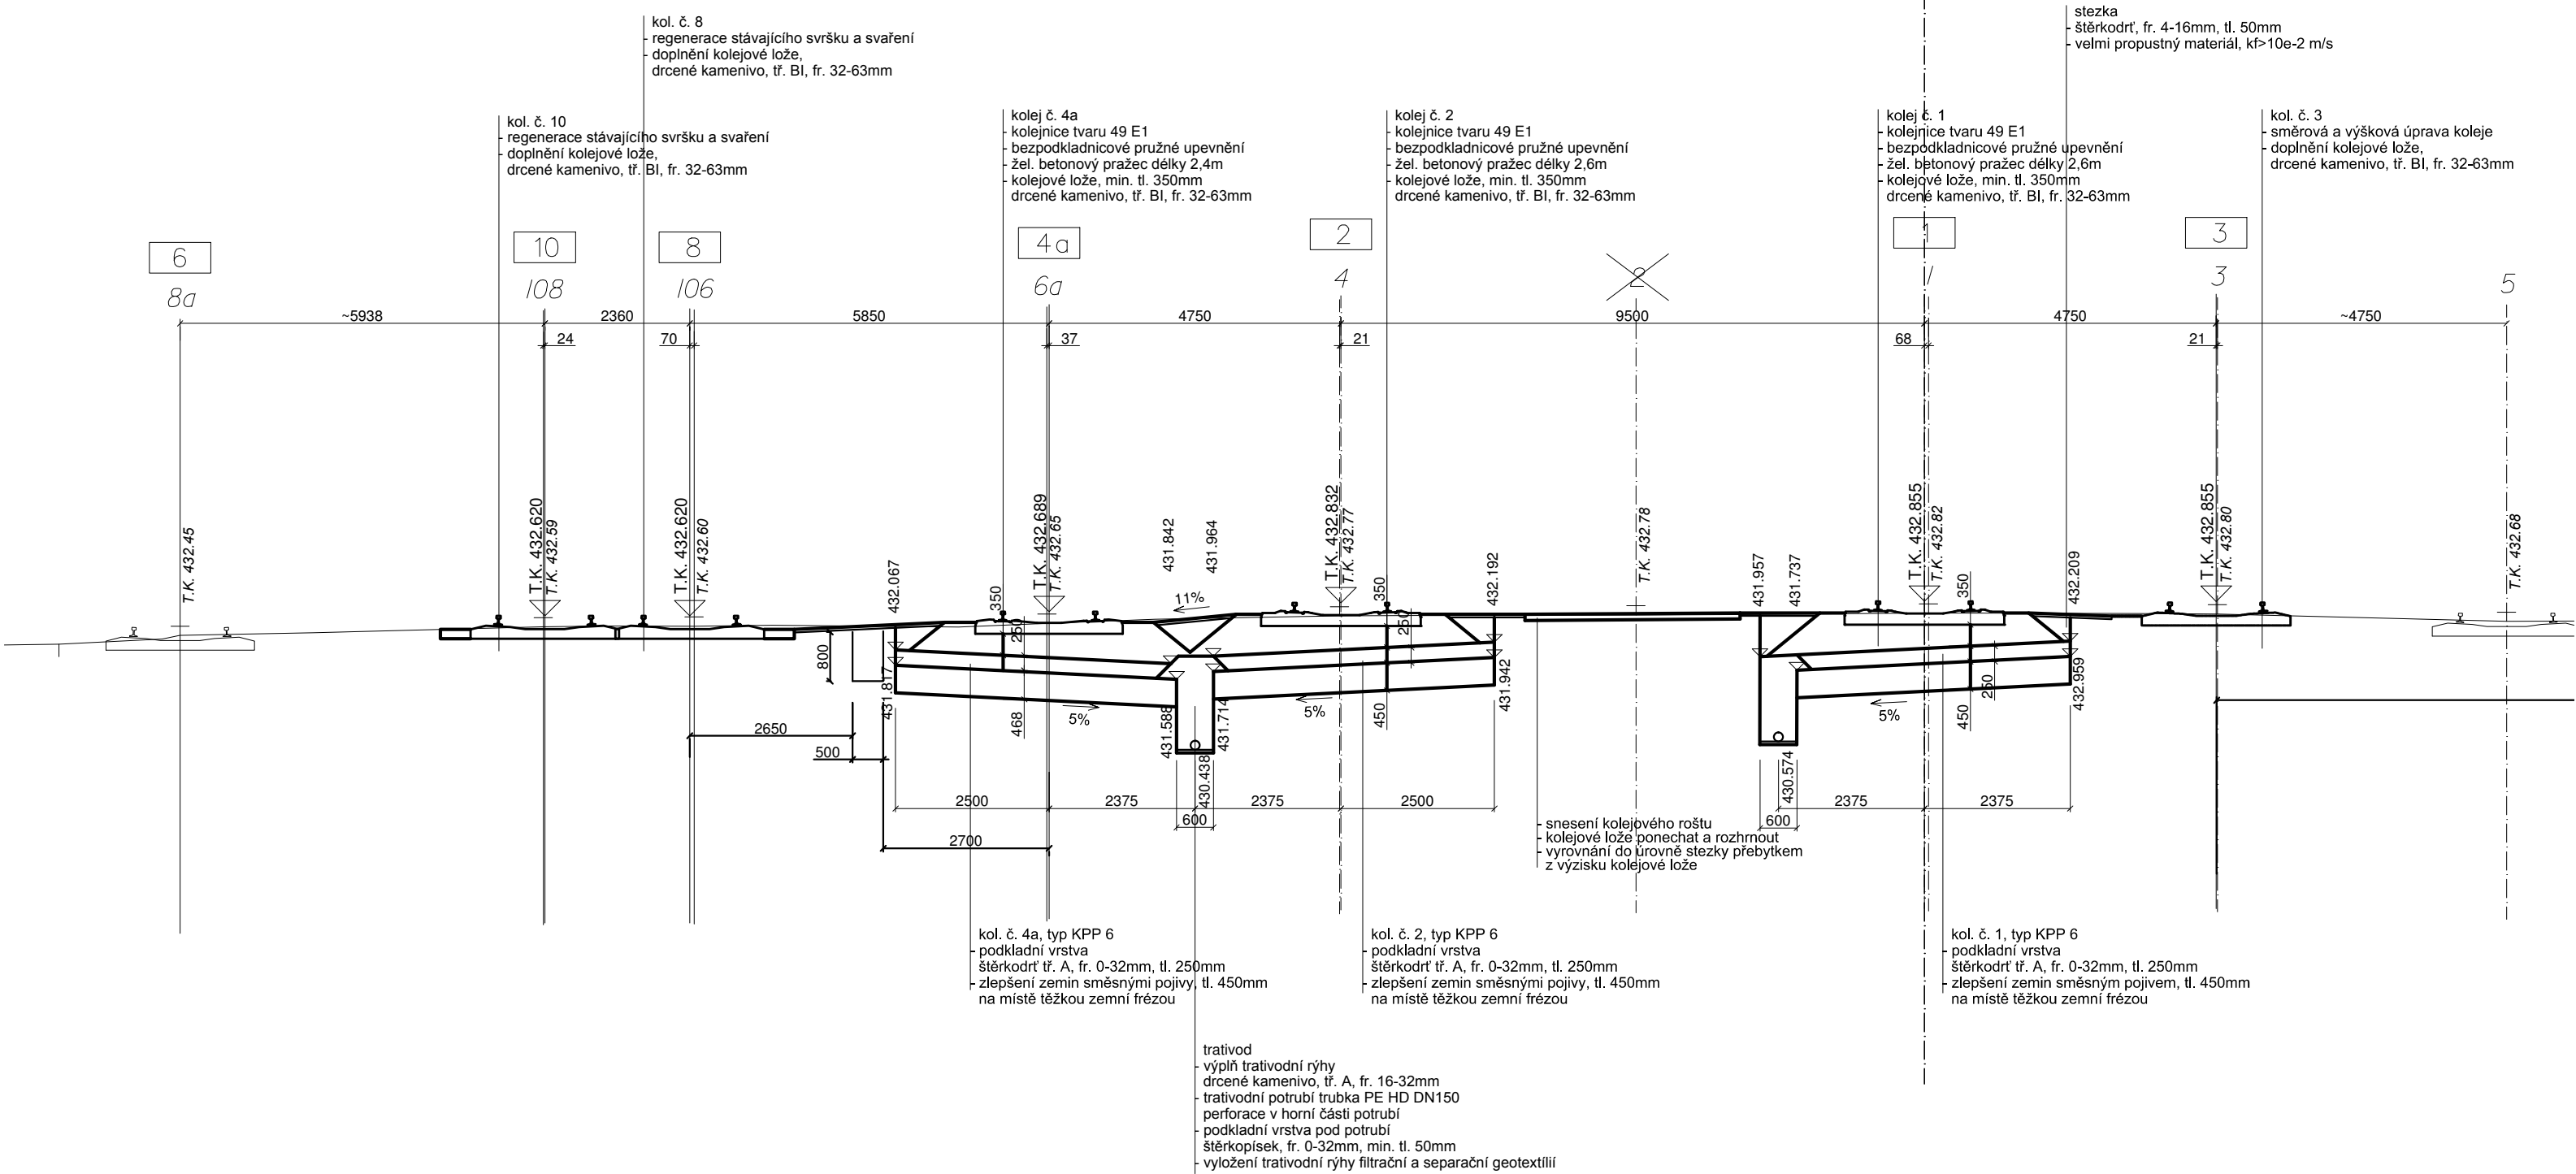 kol. č. 8
- regenerace stávajícího svršku a svaření
- doplnění kolejové lože,
drcené kamenivo, tř. BI, fr. 32-63mm
stezka
- štěrkodrť, fr. 4-16mm, tl. 50mm
- velmi propustný materiál, kf>10e-2 m/s
kol. č. 10
- regenerace stávajícího svršku a svaření
- doplnění kolejové lože,
drcené kamenivo, tř. BI, fr. 32-63mm
kolej č. 4a
- kolejnice tvaru 49 E1
- bezpodkladnicové pružné upevnění
- žel. betonový pražec délky 2,4m
- kolejové lože, min. tl. 350mm
drcené kamenivo, tř. BI, fr. 32-63mm
kolej č. 2
- kolejnice tvaru 49 E1
- bezpodkladnicové pružné upevnění
- žel. betonový pražec délky 2,6m
- kolejové lože, min. tl. 350mm
drcené kamenivo, tř. BI, fr. 32-63mm
kolej č. 1
- kolejnice tvaru 49 E1
- bezpodkladnicové pružné upevnění
- žel. betonový pražec délky 2,6m
- kolejové lože, min. tl. 350mm
drcené kamenivo, tř. BI, fr. 32-63mm
kol. č. 3
- směrová a výšková úprava koleje
- doplnění kolejové lože,
drcené kamenivo, tř. BI, fr. 32-63mm
6 10 8 4a 2 1 3
8a 108 106 6a 4 2 1 3 5
~5938 2360 5850 4750 9500 4750 ~4750
24 70 37 21 68 21
T.K. 432.45
T.K. 432.620
T.K. 432.59
T.K. 432.620
T.K. 432.60
432.067
350
T.K. 432.689
T.K. 432.65
431.842
431.964
T.K. 432.832
T.K. 432.77
350
432.192
T.K. 432.78
431.957
431.737
T.K. 432.855
T.K. 432.82
350
432.209
T.K. 432.855
T.K. 432.80
T.K. 432.68
11%
250
250
800
431.817
468
5%
431.588
431.714
5%
450
431.942
5%
450
250
432.959
2650
500
430.438
430.574
2500 2375 2375 2500 2375 2375
600 600
2700
- snesení kolejového roštu
- kolejové lože ponechat a rozhrnout
- vyrovnání do úrovně stezky přebytkem
z výzisku kolejové lože
kol. č. 4a, typ KPP 6
- podkladní vrstva
štěrkodrť tř. A, fr. 0-32mm, tl. 250mm
- zlepšení zemin směsnými pojivy, tl. 450mm
na místě těžkou zemní frézou
kol. č. 2, typ KPP 6
- podkladní vrstva
štěrkodrť tř. A, fr. 0-32mm, tl. 250mm
- zlepšení zemin směsnými pojivy, tl. 450mm
na místě těžkou zemní frézou
kol. č. 1, typ KPP 6
- podkladní vrstva
štěrkodrť tř. A, fr. 0-32mm, tl. 250mm
- zlepšení zemin směsným pojivem, tl. 450mm
na místě těžkou zemní frézou
trativod
- výplň trativodní rýhy
drcené kamenivo, tř. A, fr. 16-32mm
- trativodní potrubí trubka PE HD DN150
perforace v horní části potrubí
- podkladní vrstva pod potrubí
štěrkopísek, fr. 0-32mm, min. tl. 50mm
- vyložení trativodní rýhy filtrační a separační geotextílií